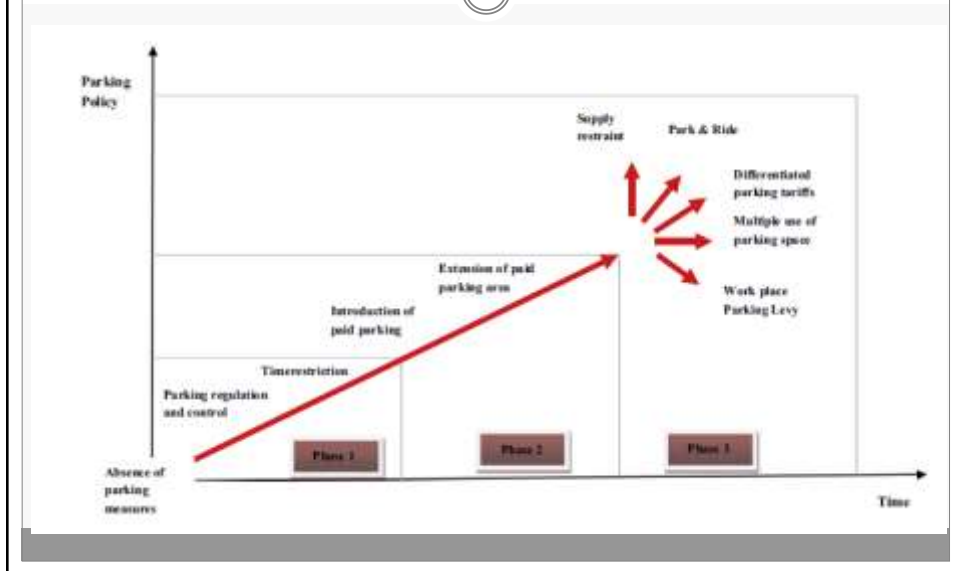 Parking
Policy
Supply
restraint
Park & Ride
Differentiated
parking tariffs
Multiple use of
parking space
Work place
Parking Levy
Extension of paid
parking area
Introduction of
paid parking
Timerestriction
Parking regulation
and control
Absence of
parking
measures
Phase 1
Phase 2
Phase 3
Time